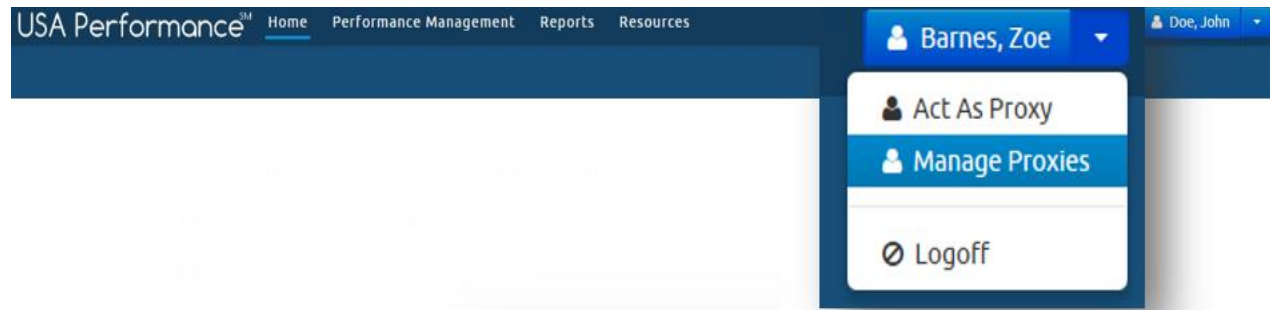 USA Performance℠ Home Performance Management Reports Resources
Barnes, Zoe
Doe, John
Act As Proxy
Manage Proxies
Logoff